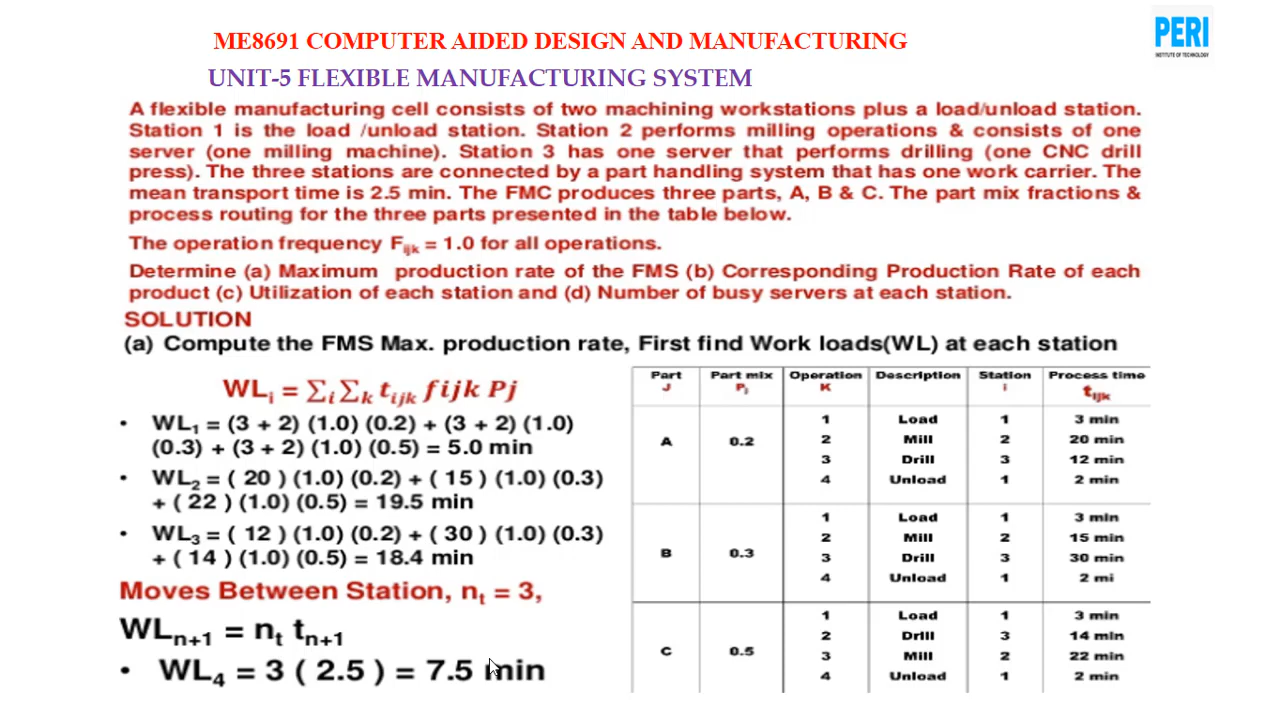 ME8691 COMPUTER AIDED DESIGN AND MANUFACTURING
PERI
INSTITUTE OF TECHNOLOGY
UNIT-5 FLEXIBLE MANUFACTURING SYSTEM
A flexible manufacturing cell consists of two machining workstations plus a load/unload station.
Station 1 is the load /unload station. Station 2 performs milling operations & consists of one
server (one milling machine). Station 3 has one server that performs drilling (one CNC drill
press). The three stations are connected by a part handling system that has one work carrier. The
mean transport time is 2.5 min. The FMC produces three parts, A, B & C. The part mix fractions &
process routing for the three parts presented in the table below.
The operation frequency Fijk = 1.0 for all operations.
Determine (a) Maximum production rate of the FMS (b) Corresponding Production Rate of each
product (c) Utilization of each station and (d) Number of busy servers at each station.
SOLUTION
(a) Compute the FMS Max. production rate, First find Work loads(WL) at each station
WLi = ∑i ∑k tijk fijk Pj
• WL1 = (3 + 2) (1.0) (0.2) + (3 + 2) (1.0)
(0.3) + (3 + 2) (1.0) (0.5) = 5.0 min
• WL2 = ( 20 ) (1.0) (0.2) + ( 15 ) (1.0) (0.3)
+ ( 22 ) (1.0) (0.5) = 19.5 min
• WL3 = ( 12 ) (1.0) (0.2) + ( 30 ) (1.0) (0.3)
+ ( 14 ) (1.0) (0.5) = 18.4 min
Moves Between Station, nt = 3,
WLn+1 = nt tn+1
• WL4 = 3 ( 2.5 ) = 7.5 min
Part J Part mix Pj Operation K Description Station i Process time tijk
1 Load 1 3 min
A 0.2 2 Mill 2 20 min
3 Drill 3 12 min
4 Unload 1 2 min
1 Load 1 3 min
2 Mill 2 15 min
B 0.3 3 Drill 3 30 min
4 Unload 1 2 mi
1 Load 1 3 min
2 Drill 3 14 min
C 0.5 3 Mill 2 22 min
4 Unload 1 2 min